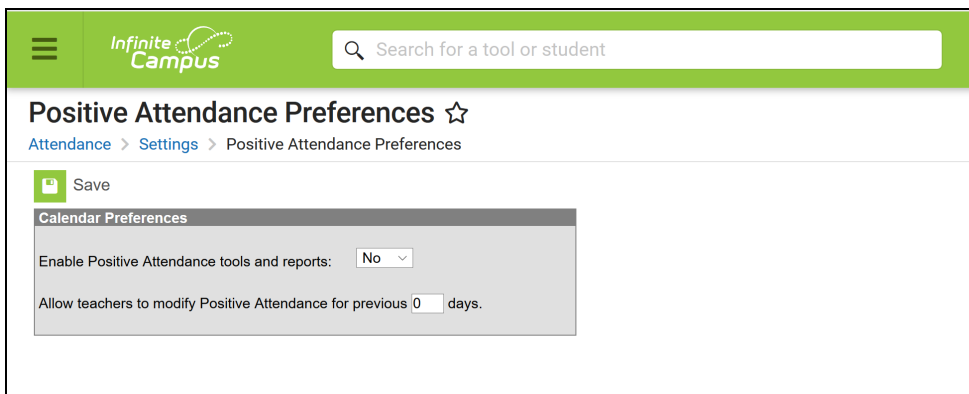 Infinite
Campus
Search for a tool or student
Positive Attendance Preferences
Attendance > Settings > Positive Attendance Preferences
Save
Calendar Preferences
Enable Positive Attendance tools and reports: No
Allow teachers to modify Positive Attendance for previous 0 days.